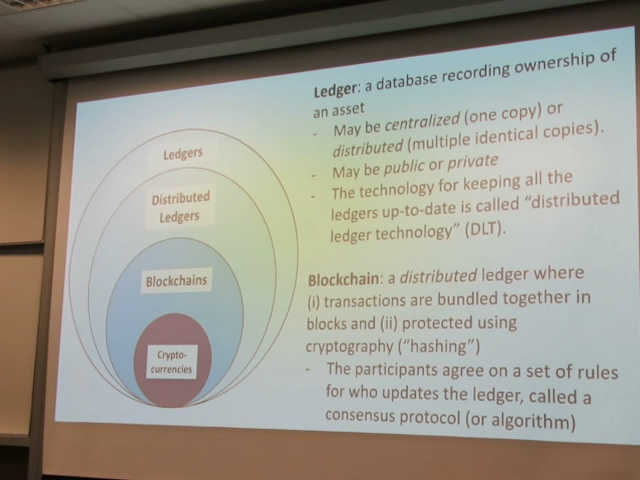 Ledgers
Distributed
Ledgers
Blockchains
Crypto-
currencies
Ledger: a database recording ownership of
an asset
- May be centralized (one copy) or
distributed (multiple identical copies).
- May be public or private
- The technology for keeping all the
ledgers up-to-date is called “distributed
ledger technology” (DLT).
Blockchain: a distributed ledger where
(i) transactions are bundled together in
blocks and (ii) protected using
cryptography (“hashing”)
- The participants agree on a set of rules
for who updates the ledger, called a
consensus protocol (or algorithm)